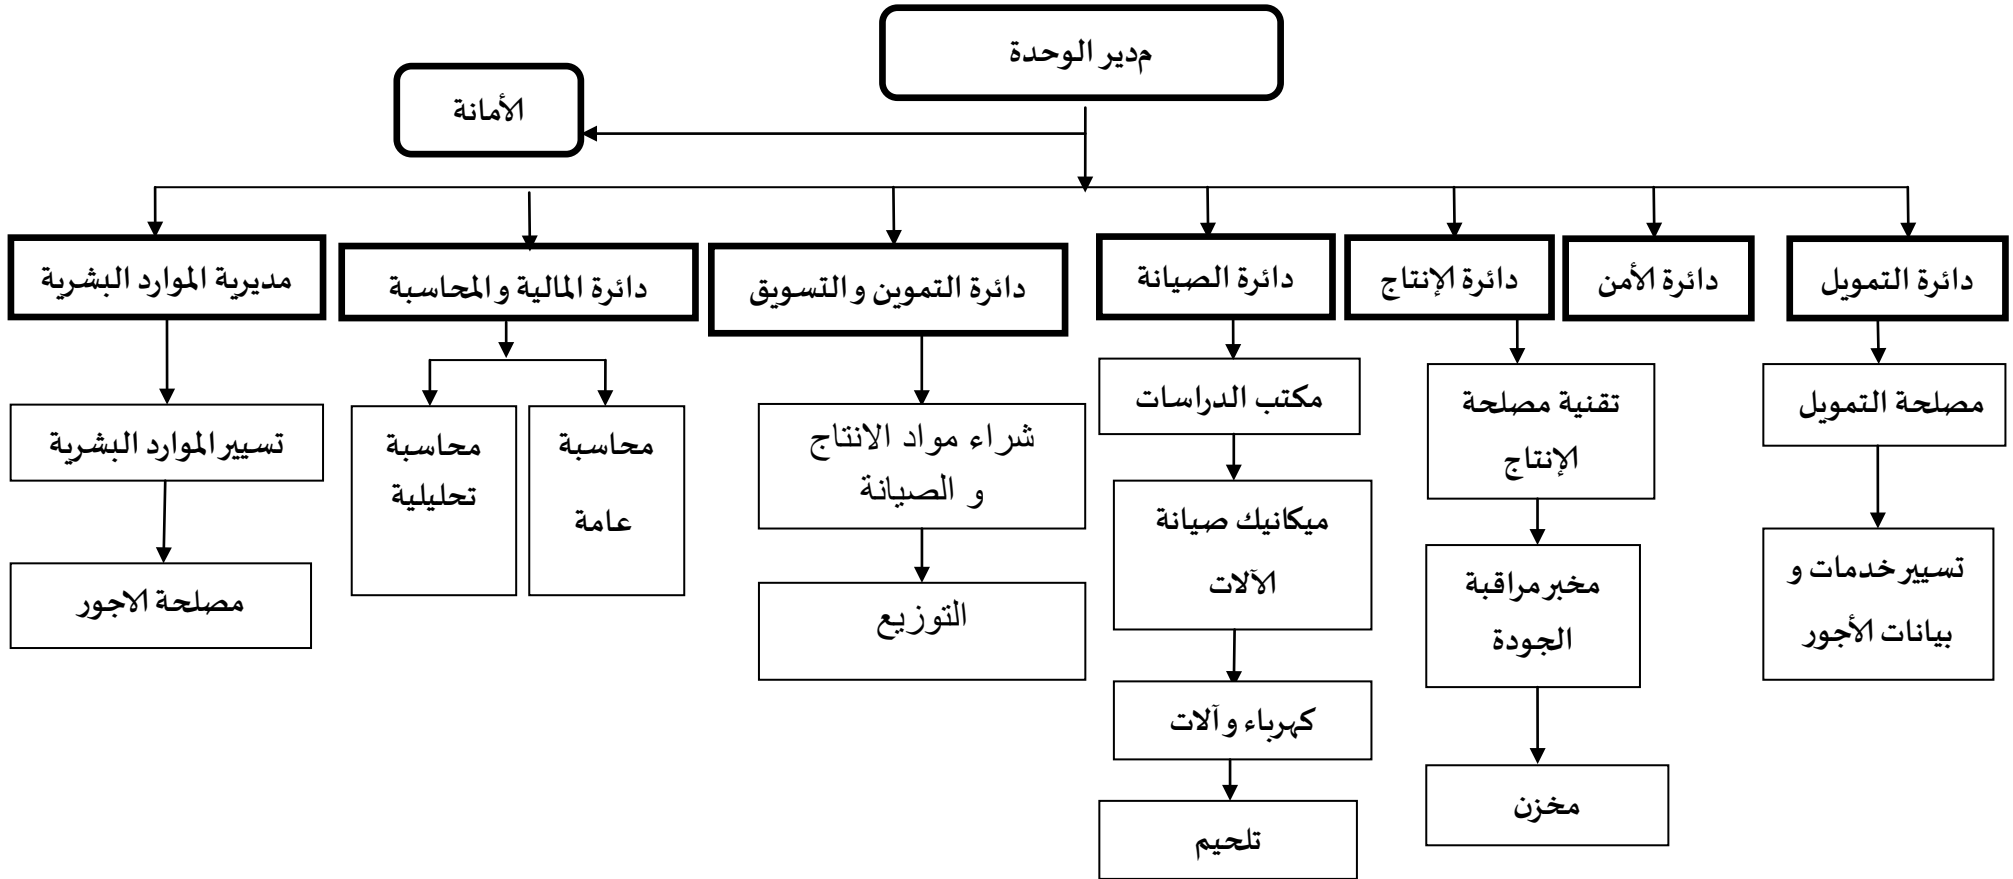 مدير الوحدة
الأمانة
دائرة التمويل
دائرة الأمن
دائرة الإنتاج
دائرة الصيانة
دائرة التموين و التسويق
دائرة المالية و المحاسبة
مديرية الموارد البشرية
مصلحة التمويل
تسيير خدمات و
بيانات الأجور
تقنية مصلحة
الإنتاج
مخبر مراقبة
الجودة
مخزن
مكتب الدراسات
ميكانيك صيانة
الآلات
كهرباء و آلات
تلحيم
شراء مواد الانتاج
و الصيانة
التوزيع
محاسبة
عامة
محاسبة
تحليلية
تسيير الموارد البشرية
مصلحة الاجور